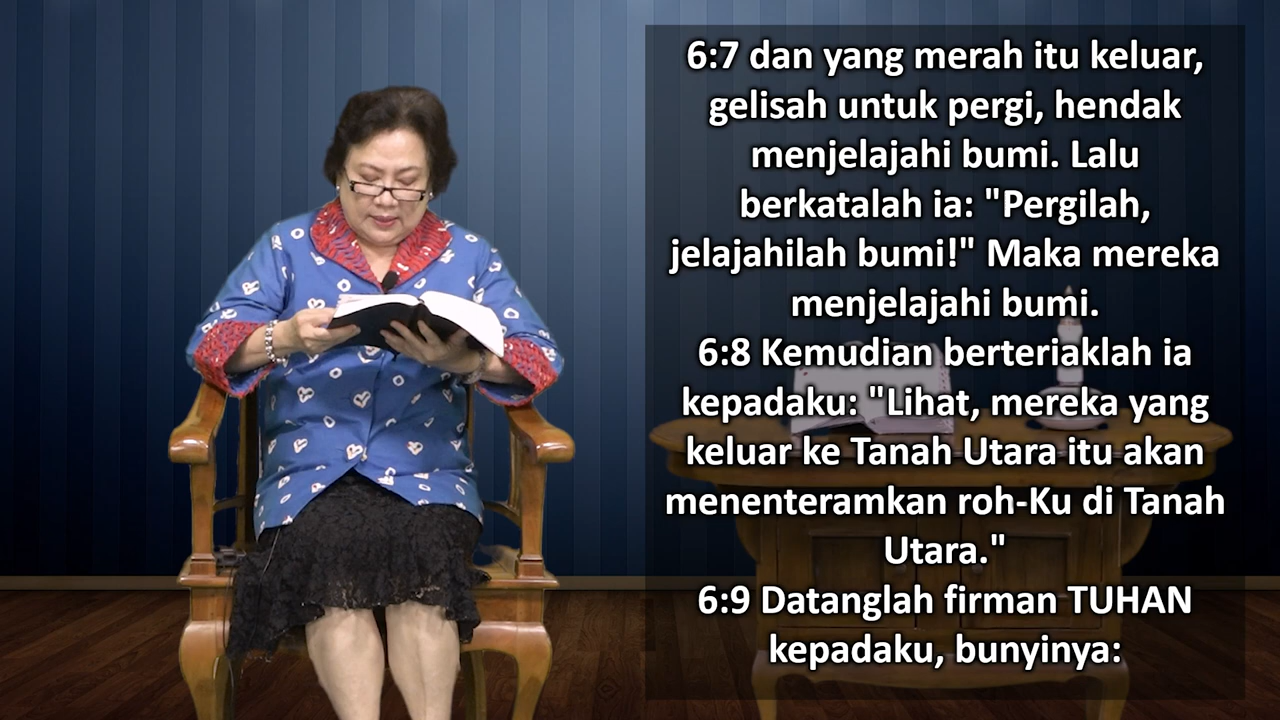 6:7 dan yang merah itu keluar,
gelisah untuk pergi, hendak
menjelajahi bumi. Lalu
berkatalah ia: "Pergilah,
jelajahilah bumi!" Maka mereka
menjelajahi bumi.
6:8 Kemudian berteriaklah ia
kepadaku: "Lihat, mereka yang
keluar ke Tanah Utara itu akan
menenteramkan roh-Ku di Tanah
Utara."
6:9 Datanglah firman TUHAN
kepadaku, bunyinya: